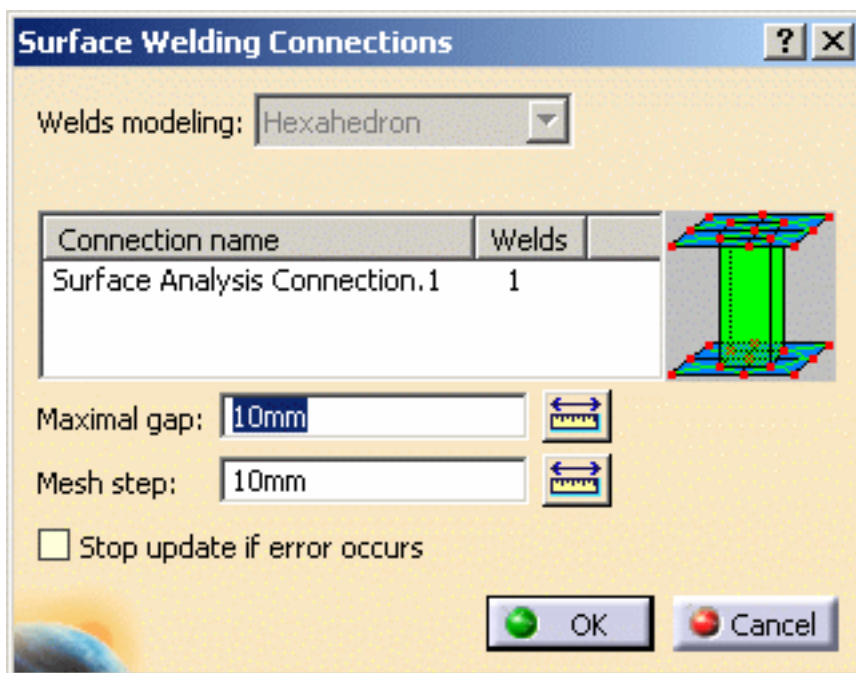 Surface Welding Connections
Welds modeling: Hexahedron
Connection name Welds
Surface Analysis Connection.1 1
Maximal gap: 10mm
Mesh step: 10mm
Stop update if error occurs
OK Cancel